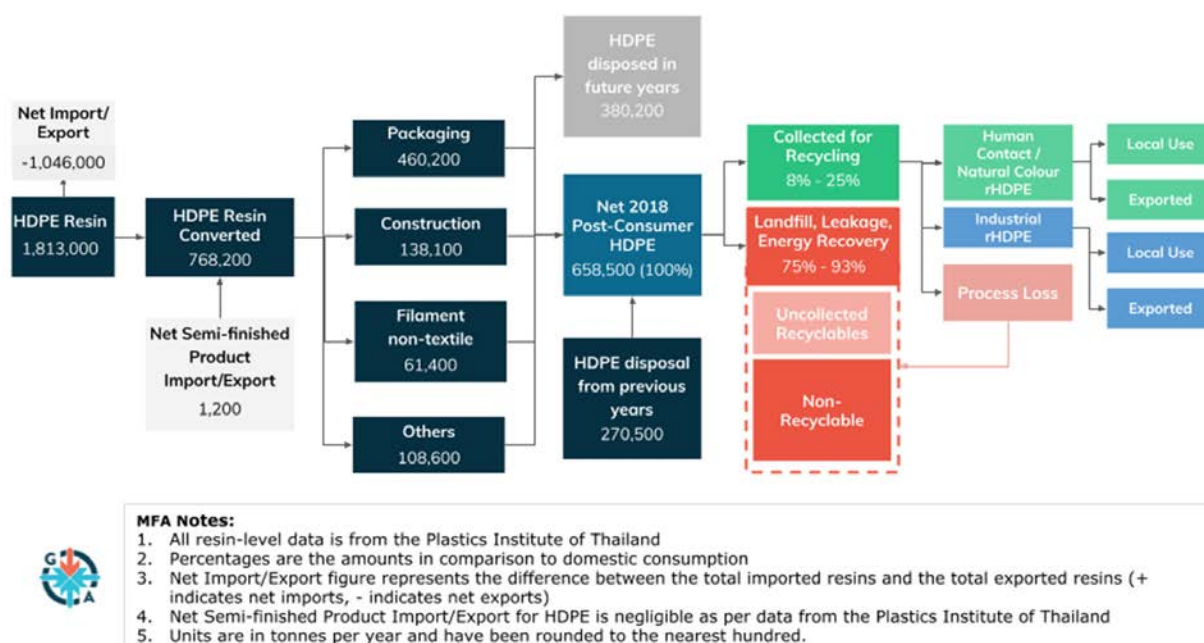 Net Import/
Export
-1,046,000
HDPE Resin
1,813,000
HDPE Resin
Converted
768,200
Net Semi-finished
Product
Import/Export
1,200
Packaging
460,200
Construction
138,100
Filament
non-textile
61,400
Others
108,600
HDPE
disposed in
future years
380,200
Net 2018
Post-Consumer
HDPE
658,500 (100%)
HDPE disposal
from previous
years
270,500
Collected for
Recycling
8% - 25%
Landfill, Leakage,
Energy Recovery
75% - 93%
Uncollected
Recyclables
Non-
Recyclable
Human
Contact /
Natural Colour
rHDPE
Industrial
rHDPE
Process Loss
Local Use
Exported
Local Use
Exported
G
A
MFA Notes:
1. All resin-level data is from the Plastics Institute of Thailand
2. Percentages are the amounts in comparison to domestic consumption
3. Net Import/Export figure represents the difference between the total imported resins and the total exported resins (+
indicates net imports, - indicates net exports)
4. Net Semi-finished Product Import/Export for HDPE is negligible as per data from the Plastics Institute of Thailand
5. Units are in tonnes per year and have been rounded to the nearest hundred.